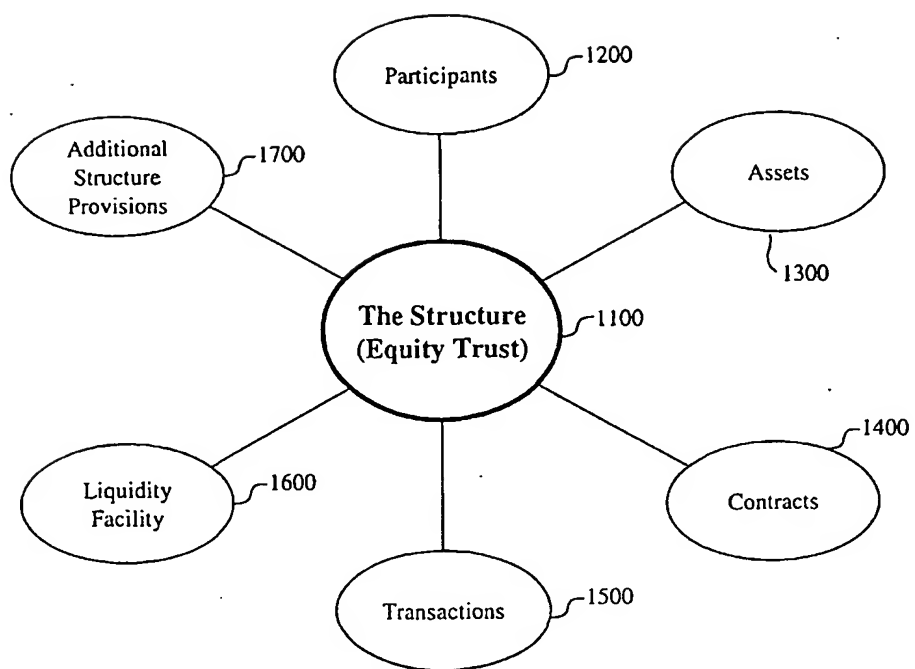 Participants
1200
Additional
Structure
Provisions
1700
Assets
1300
The Structure
(Equity Trust)
1100
1400
Contracts
Liquidity
Facility
1600
Transactions
1500